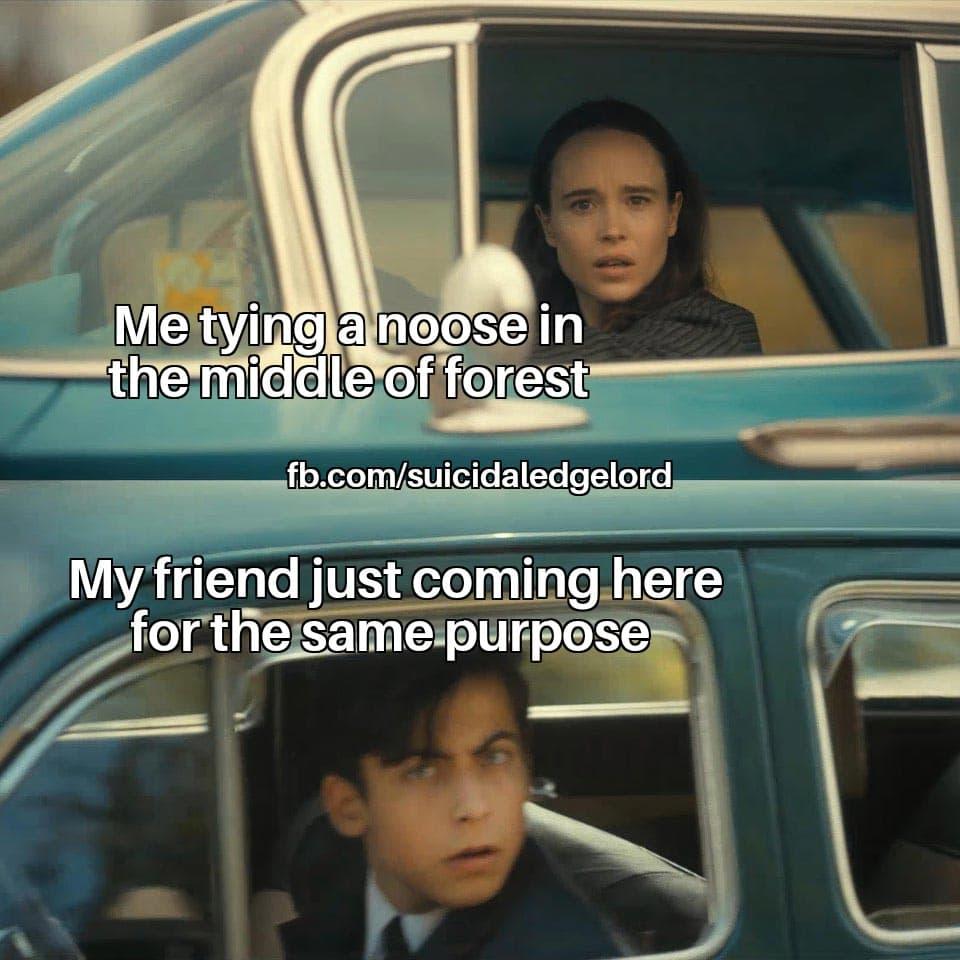 Me tying a noose in
the middle of forest
fb.com/suicidaledgelord
My friend just coming here
for the same purpose